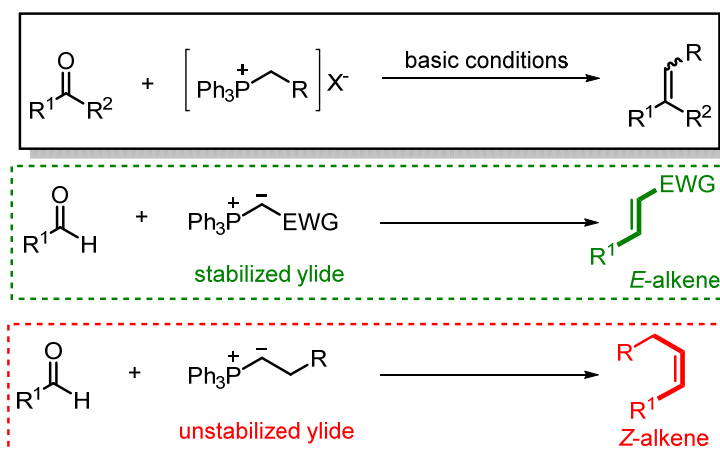 O
R¹ R² + [Ph₃P⁺ R] X⁻ basic conditions R R¹ R²
O
R¹ H + Ph₃P⁺ − EWG EWG R¹
stabilized ylide E-alkene
O
R¹ H + Ph₃P⁺ − R R R¹
unstabilized ylide Z-alkene